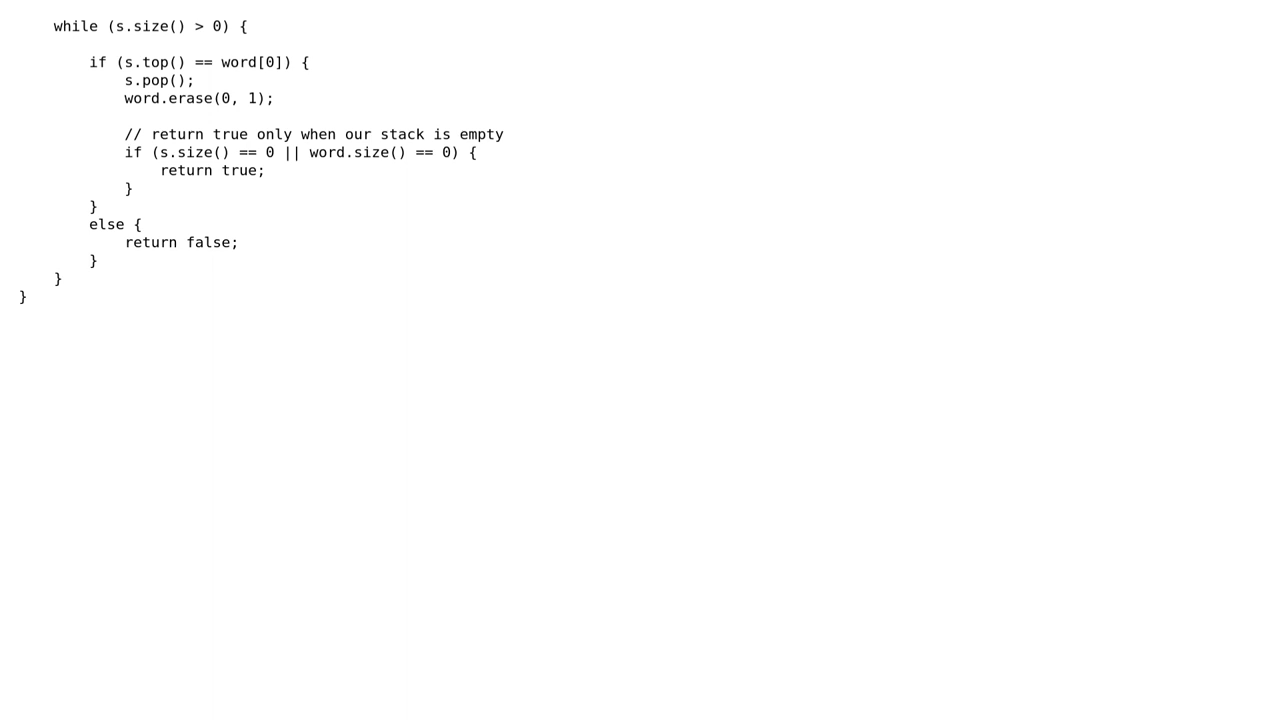 while (s.size() > 0) {
if (s.top() == word[0]) {
s.pop();
word.erase(0, 1);
// return true only when our stack is empty
if (s.size() == 0 || word.size() == 0) {
return true;
}
}
else {
return false;
}
}
}